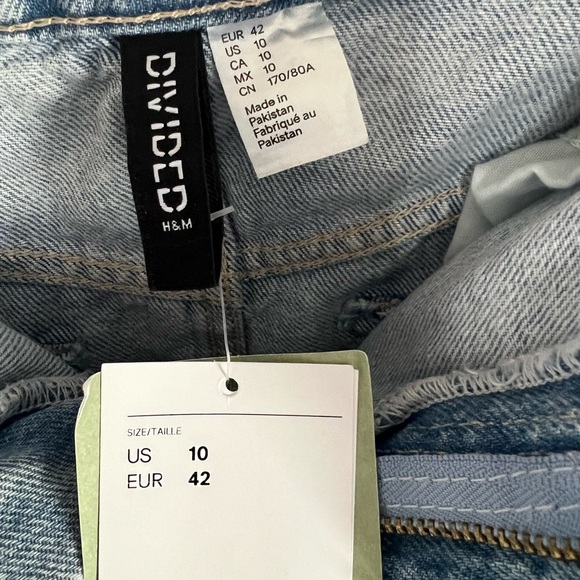 DIVIDED
H&M
EUR 42
US 10
CA 10
MX 10
CN 170/80A
Made in
Pakistan
Fabriqué au
Pakistan
SIZE/TAILLE
US 10
EUR 42